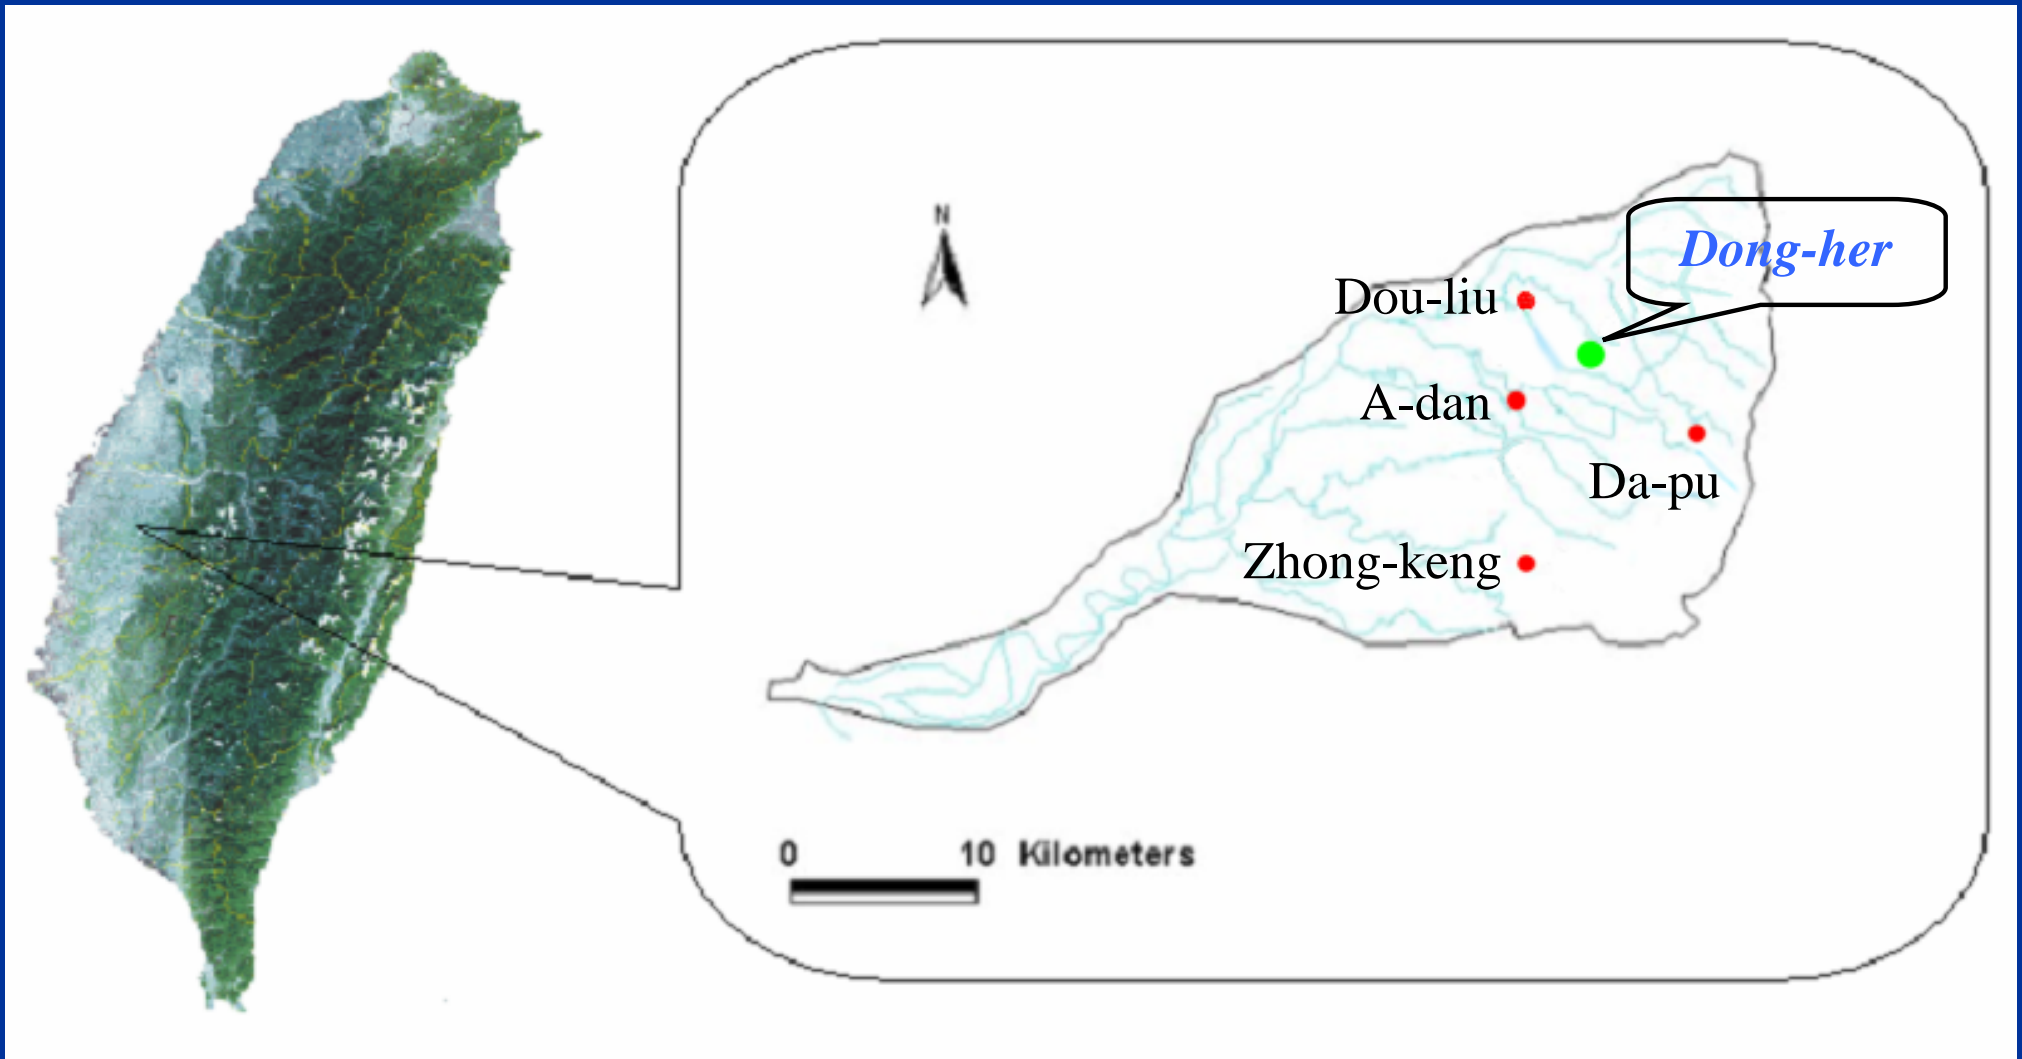 N
Dong-her
Dou-liu
A-dan
Da-pu
Zhong-keng
0 10 Kilometers